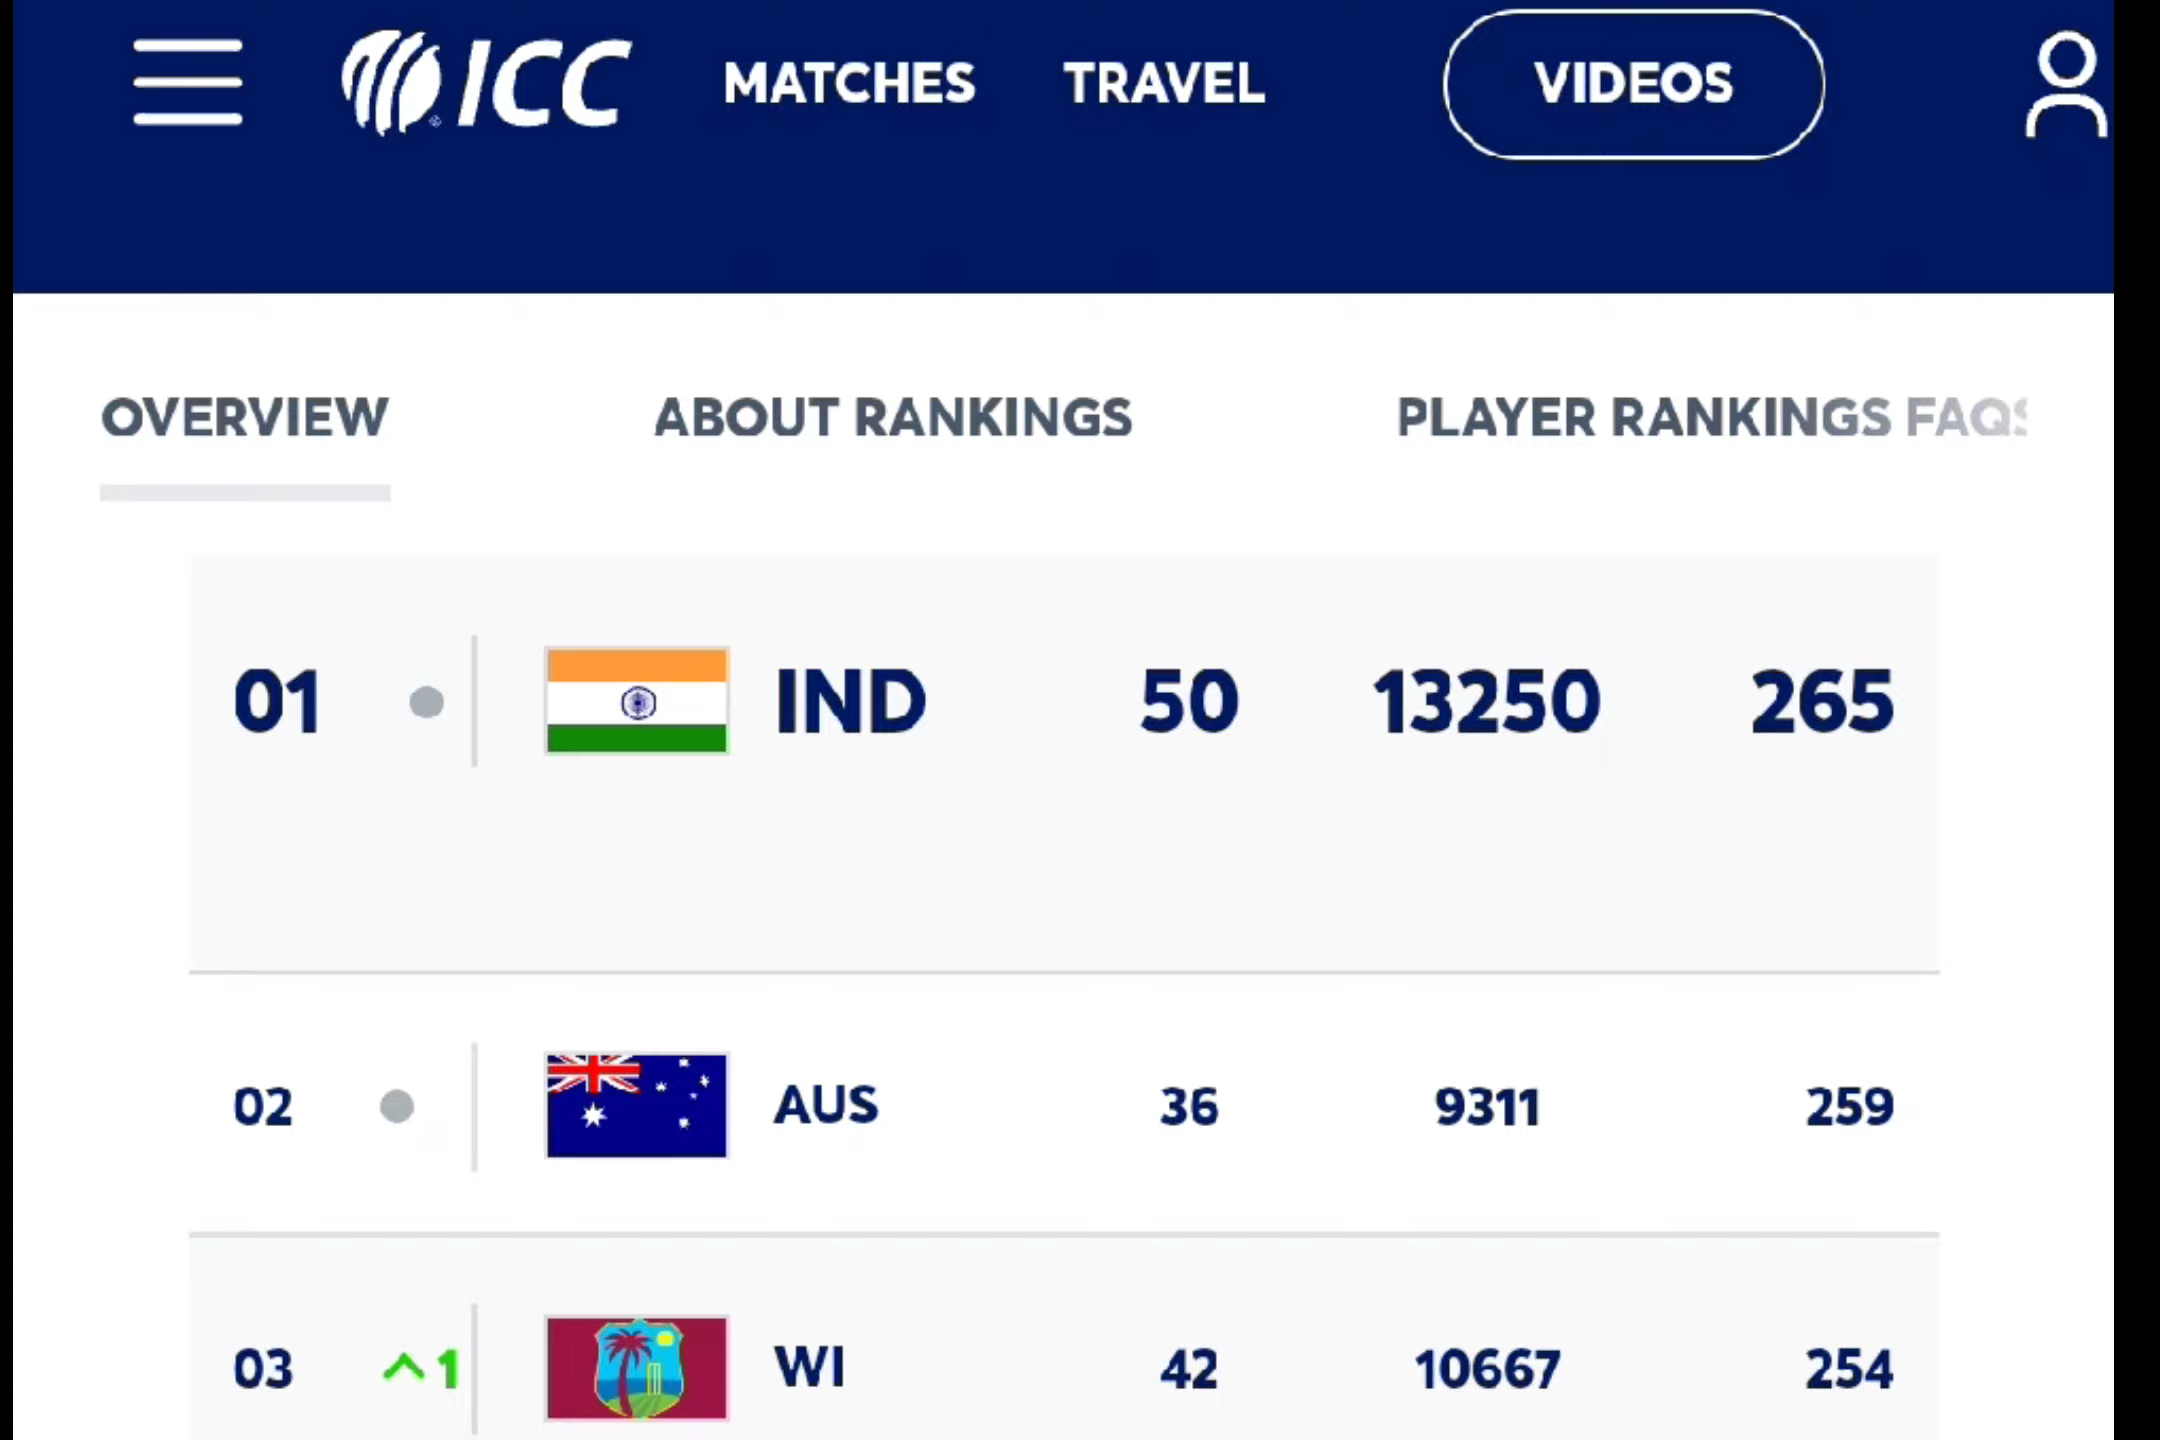 ICC MATCHES TRAVEL VIDEOS
OVERVIEW ABOUT RANKINGS PLAYER RANKINGS FAQS
01 IND 50 13250 265
02 AUS 36 9311 259
03 1 WI 42 10667 254